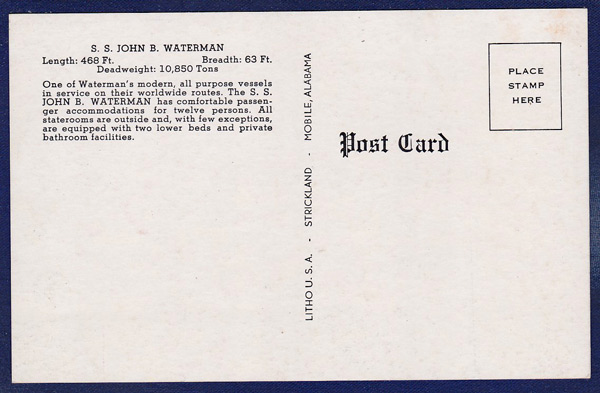 S. S. JOHN B. WATERMAN
Length: 468 Ft. Breadth: 63 Ft.
Deadweight: 10,850 Tons
One of Waterman's modern, all purpose vessels
in service on their worldwide routes. The S. S.
JOHN B. WATERMAN has comfortable passen-
ger accommodations for twelve persons. All
staterooms are outside and, with few exceptions,
are equipped with two lower beds and private
bathroom facilities.
LITHO U. S. A. - STRICKLAND - MOBILE, ALABAMA
Post Card
PLACE
STAMP
HERE